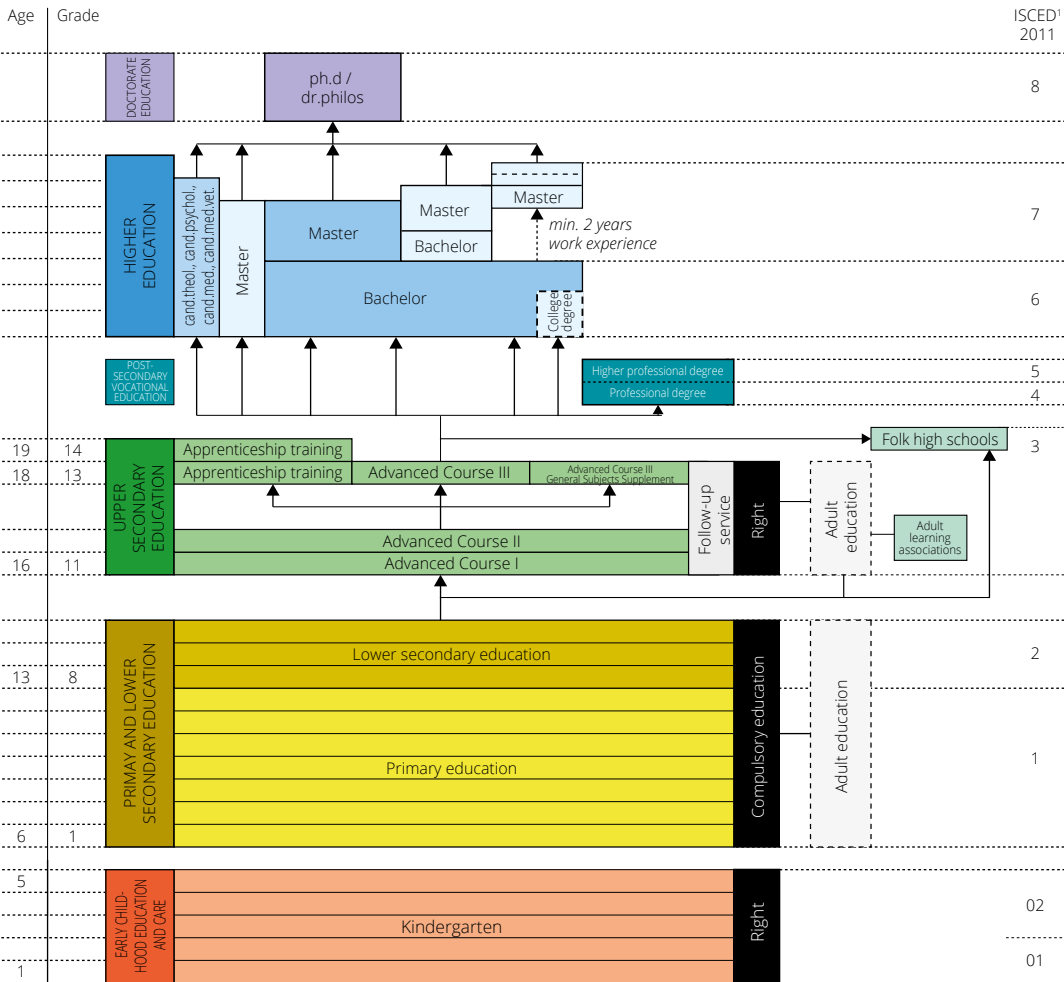 Age
Grade
ISCED¹
2011
DOCTORATE
EDUCATION
ph.d /
dr.philos
8
HIGHER
EDUCATION
cand.theol., cand.psychol.,
cand.med., cand.med.vet.
Master
Master
Bachelor
Master
Bachelor
Master
min. 2 years
work experience
College
degree
7
6
POST-
SECONDARY
VOCATIONAL
EDUCATION
Higher professional degree
Professional degree
5
4
19
14
18
13
16
11
UPPER
SECONDARY
EDUCATION
Apprenticeship training
Apprenticeship training
Advanced Course III
Advanced Course III
General Subjects Supplement
Advanced Course II
Advanced Course I
Follow-up
service
Right
Adult
education
Adult
learning
associations
Folk high schools
3
PRIMAY AND LOWER
SECONDARY EDUCATION
13
8
6
1
Lower secondary education
Primary education
Compulsory education
Adult education
2
1
5
1
EARLY CHILD-
HOOD EDUCATION
AND CARE
Kindergarten
Right
02
01